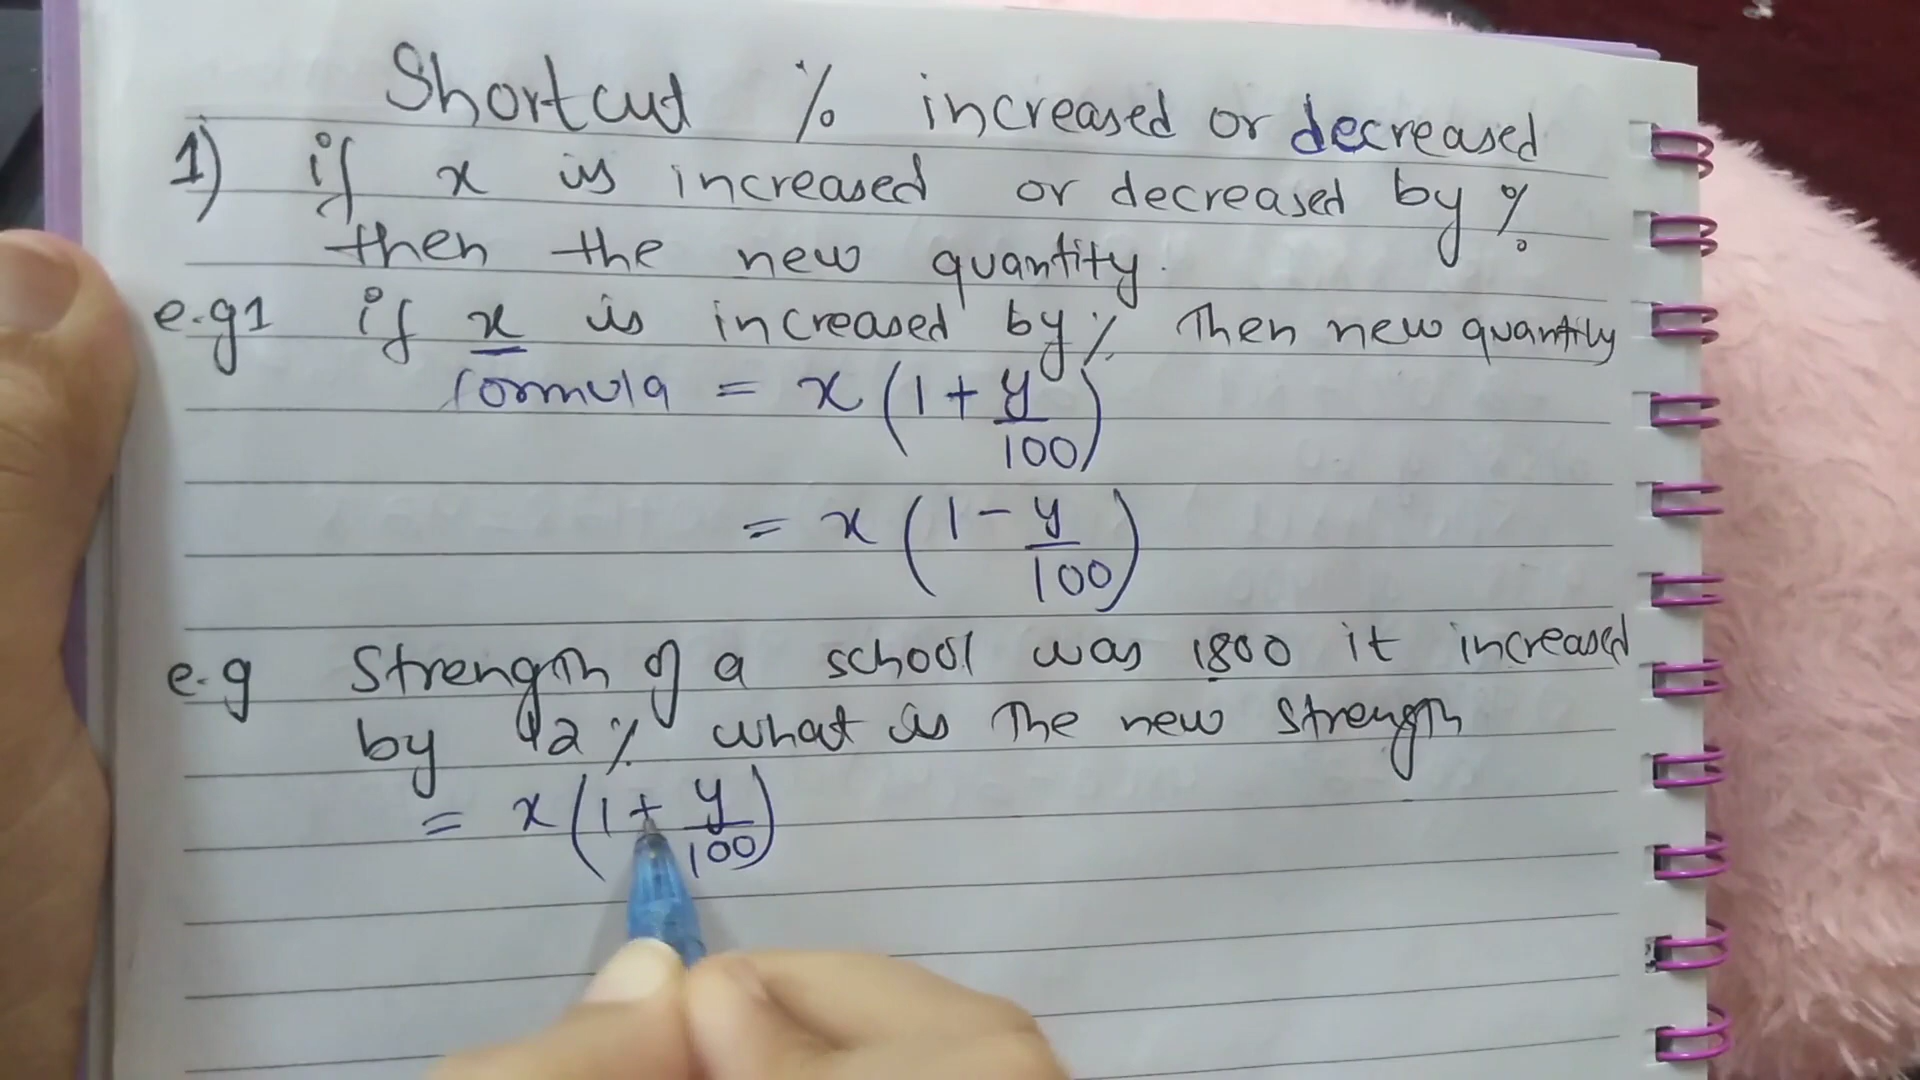 Shortcut % increased or decreased
1) if x is increased or decreased by %
then the new quantity.
e.g1 if x is increased by % Then new quantity
formula = x(1 + y/100)
= x(1 - y/100)
e.g Strength of a school was 1800 it increased
by 12% what is The new strength
= x(1 + y/100)